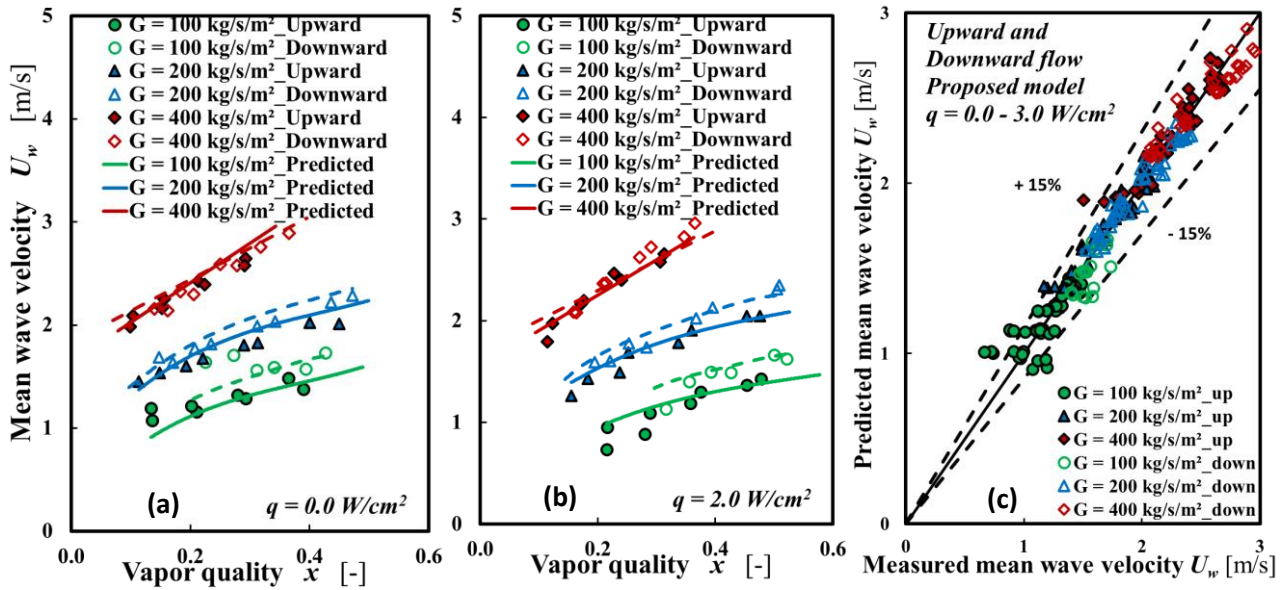 5
4
3
2
1
0
Mean wave velocity U_w [m/s]
G = 100 kg/s/m²_Upward
G = 100 kg/s/m²_Downward
G = 200 kg/s/m²_Upward
G = 200 kg/s/m²_Downward
G = 400 kg/s/m²_Upward
G = 400 kg/s/m²_Downward
G = 100 kg/s/m²_Predicted
G = 200 kg/s/m²_Predicted
G = 400 kg/s/m²_Predicted
(a)
q = 0.0 W/cm²
0.0 0.2 0.4 0.6
Vapor quality x [-]
5
4
3
2
1
0
G = 100 kg/s/m²_Upward
G = 100 kg/s/m²_Downward
G = 200 kg/s/m²_Upward
G = 200 kg/s/m²_Downward
G = 400 kg/s/m²_Upward
G = 400 kg/s/m²_Downward
G = 100 kg/s/m²_Predicted
G = 200 kg/s/m²_Predicted
G = 400 kg/s/m²_Predicted
(b)
q = 2.0 W/cm²
0.0 0.2 0.4 0.6
Vapor quality x [-]
3
2
1
0
Predicted mean wave velocity U_w [m/s]
Upward and
Downward flow
Proposed model
q = 0.0 - 3.0 W/cm²
+ 15%
- 15%
G = 100 kg/s/m²_up
G = 200 kg/s/m²_up
G = 400 kg/s/m²_up
G = 100 kg/s/m²_down
G = 200 kg/s/m²_down
G = 400 kg/s/m²_down
(c)
0 1 2 3
Measured mean wave velocity U_w [m/s]